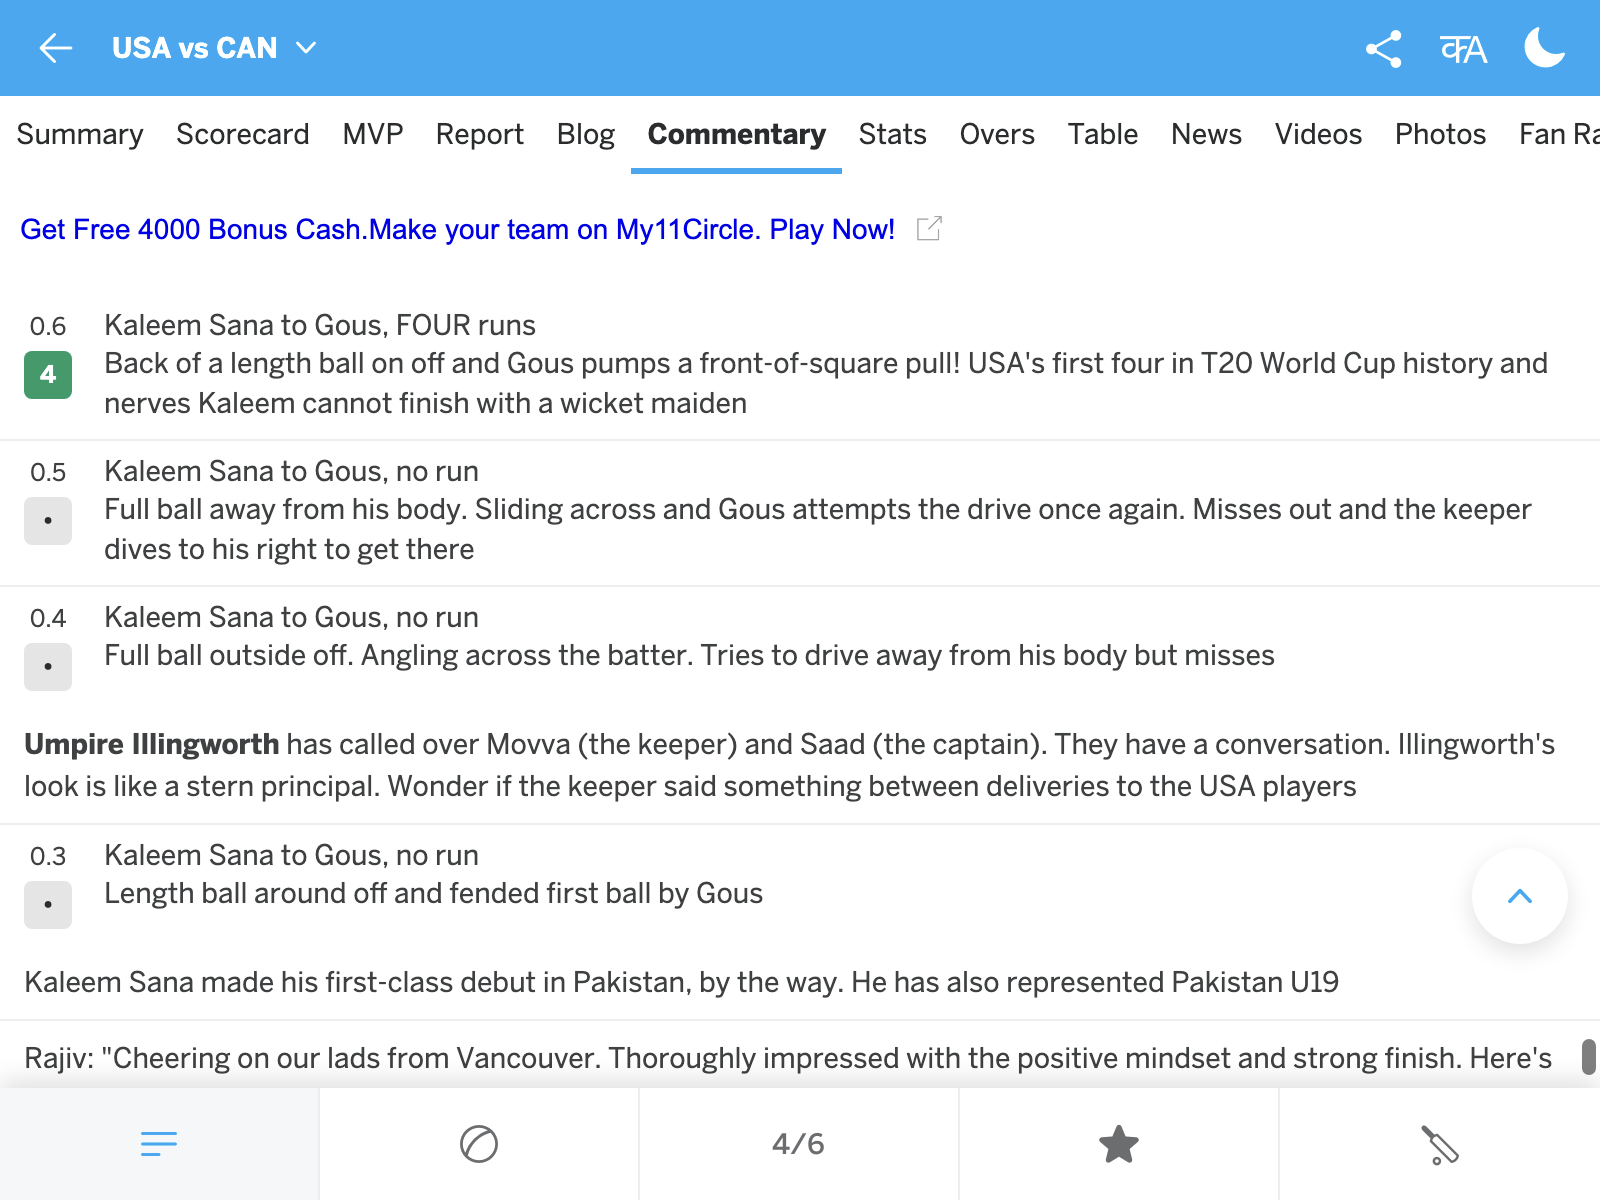 USA vs CAN
क A
Summary Scorecard MVP Report Blog Commentary Stats Overs Table News Videos Photos Fan Ra
Get Free 4000 Bonus Cash.Make your team on My11Circle. Play Now!
0.6 Kaleem Sana to Gous, FOUR runs
4 Back of a length ball on off and Gous pumps a front-of-square pull! USA's first four in T20 World Cup history and
nerves Kaleem cannot finish with a wicket maiden
0.5 Kaleem Sana to Gous, no run
• Full ball away from his body. Sliding across and Gous attempts the drive once again. Misses out and the keeper
dives to his right to get there
0.4 Kaleem Sana to Gous, no run
• Full ball outside off. Angling across the batter. Tries to drive away from his body but misses
Umpire Illingworth has called over Movva (the keeper) and Saad (the captain). They have a conversation. Illingworth's
look is like a stern principal. Wonder if the keeper said something between deliveries to the USA players
0.3 Kaleem Sana to Gous, no run
• Length ball around off and fended first ball by Gous
Kaleem Sana made his first-class debut in Pakistan, by the way. He has also represented Pakistan U19
Rajiv: "Cheering on our lads from Vancouver. Thoroughly impressed with the positive mindset and strong finish. Here's
4/6